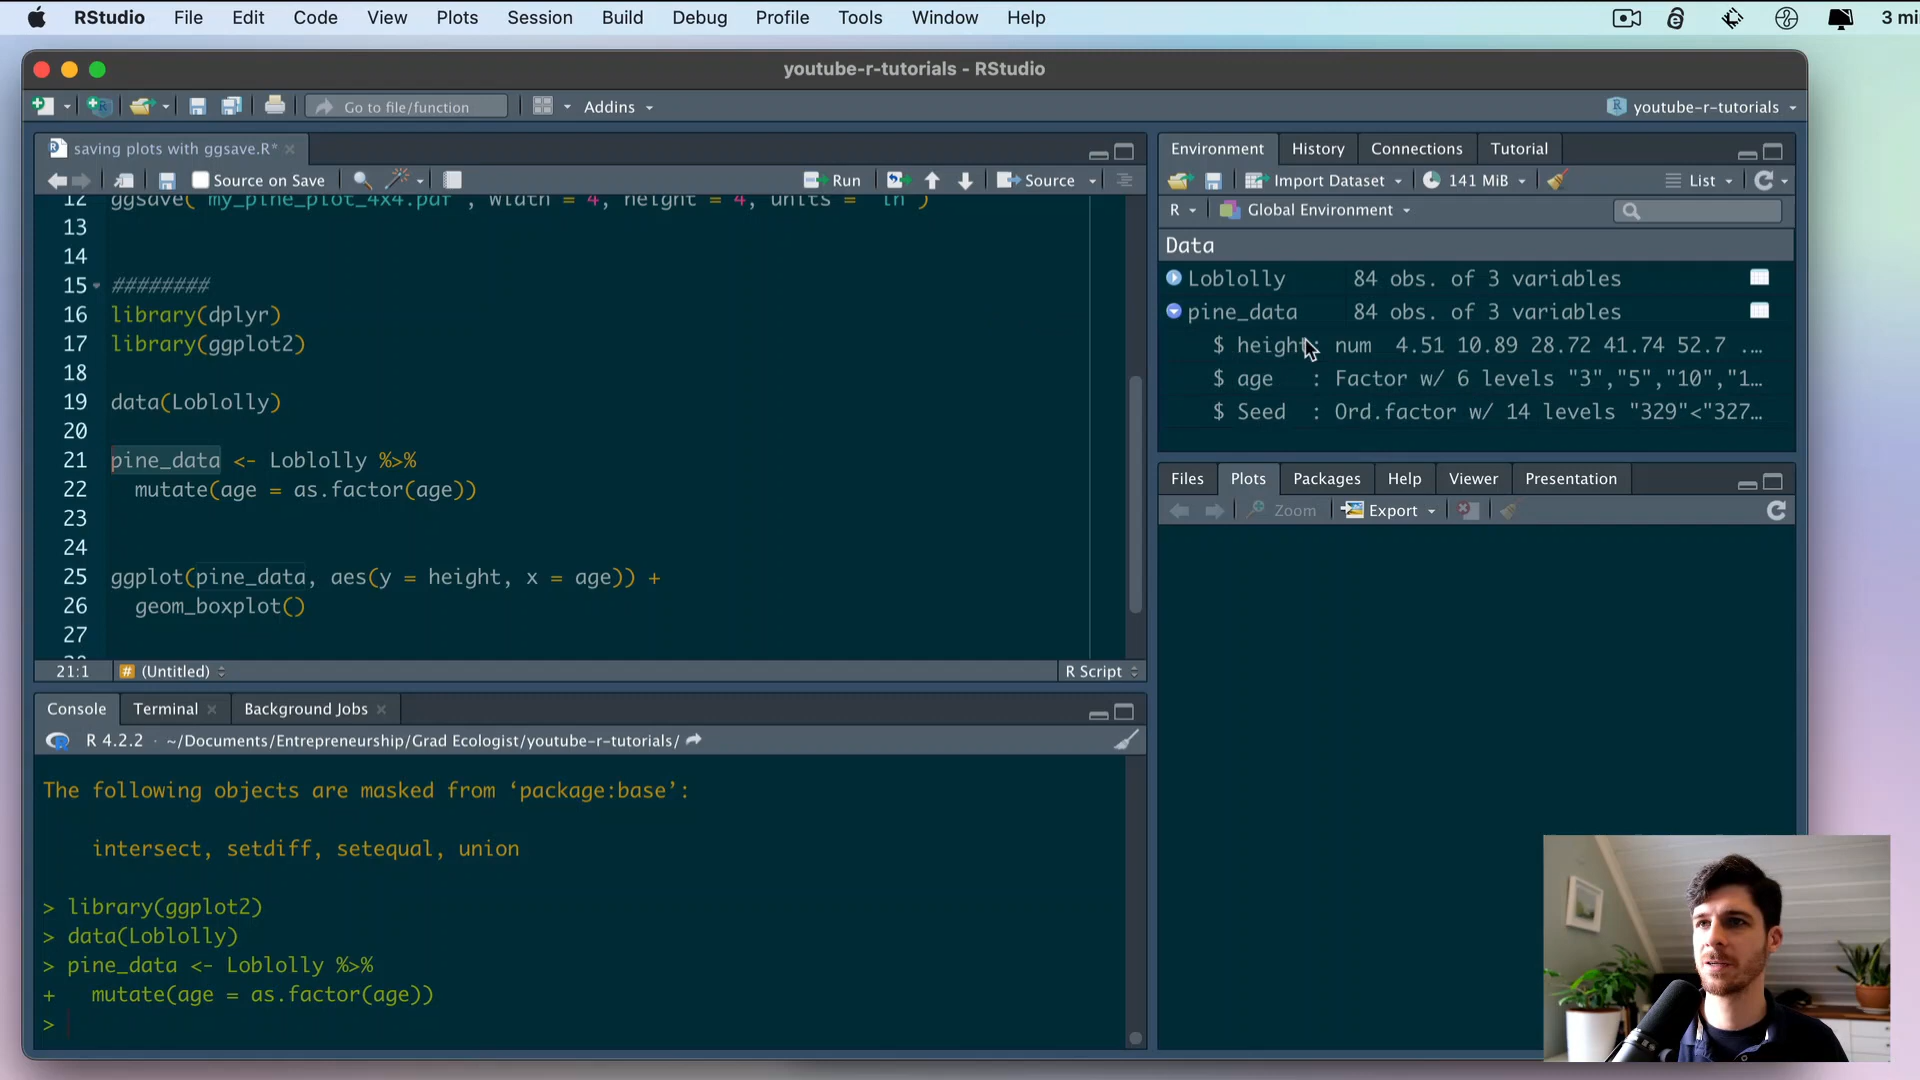 RStudio File Edit Code View Plots Session Build Debug Profile Tools Window Help 3 mi
youtube-r-tutorials - RStudio
Go to file/function Addins youtube-r-tutorials
saving plots with ggsave.R*
Source on Save Run Source
12 ggsave("my_pine_plot_4x4.pdf", width = 4, height = 4, units = "in")
13
14
15 ########
16 library(dplyr)
17 library(ggplot2)
18
19 data(Loblolly)
20
21 pine_data <- Loblolly %>%
22 mutate(age = as.factor(age))
23
24
25 ggplot(pine_data, aes(y = height, x = age)) +
26 geom_boxplot()
27
21:1 # (Untitled) R Script
Console Terminal Background Jobs
R 4.2.2 · ~/Documents/Entrepreneurship/Grad Ecologist/youtube-r-tutorials/
The following objects are masked from ‘package:base’:
intersect, setdiff, setequal, union
> library(ggplot2)
> data(Loblolly)
> pine_data <- Loblolly %>%
+ mutate(age = as.factor(age))
>
Environment History Connections Tutorial
Import Dataset 141 MiB List
R Global Environment
Data
Loblolly 84 obs. of 3 variables
pine_data 84 obs. of 3 variables
$ height: num 4.51 10.89 28.72 41.74 52.7 ...
$ age : Factor w/ 6 levels "3","5","10","1…
$ Seed : Ord.factor w/ 14 levels "329"<"327…
Files Plots Packages Help Viewer Presentation
Zoom Export